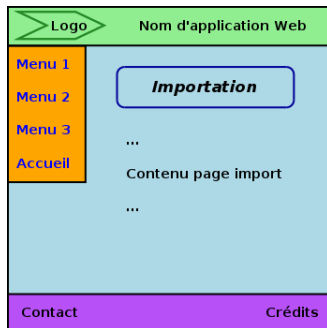 Logo Nom d'application Web
Menu 1
Menu 2
Menu 3
Accueil
Importation
...
Contenu page import
...
Contact Crédits